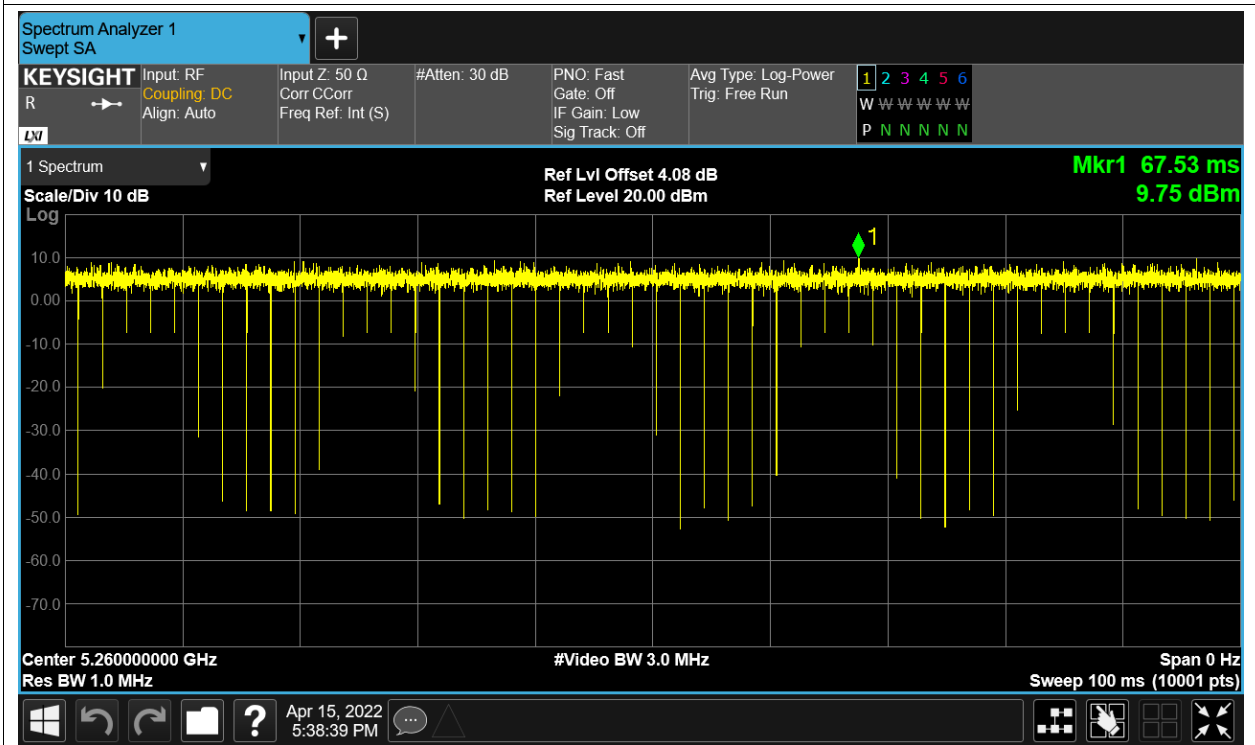 Spectrum Analyzer 1
Swept SA
KEYSIGHT
R
LXI
Input: RF
Coupling: DC
Align: Auto
Input Z: 50 Ω
Corr CCorr
Freq Ref: Int (S)
#Atten: 30 dB
PNO: Fast
Gate: Off
IF Gain: Low
Sig Track: Off
Avg Type: Log-Power
Trig: Free Run
1 2 3 4 5 6
W W W W W W
P N N N N N
1 Spectrum
Scale/Div 10 dB
Ref Lvl Offset 4.08 dB
Ref Level 20.00 dBm
Mkr1 67.53 ms
9.75 dBm
Log
1
10.0
0.00
-10.0
-20.0
-30.0
-40.0
-50.0
-60.0
-70.0
Center 5.260000000 GHz
Res BW 1.0 MHz
#Video BW 3.0 MHz
Span 0 Hz
Sweep 100 ms (10001 pts)
?
Apr 15, 2022
5:38:39 PM